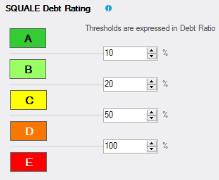 SQUALE Debt Rating
Thresholds are expressed in Debt Ratio
A
10 %
B
20 %
C
50 %
D
100 %
E